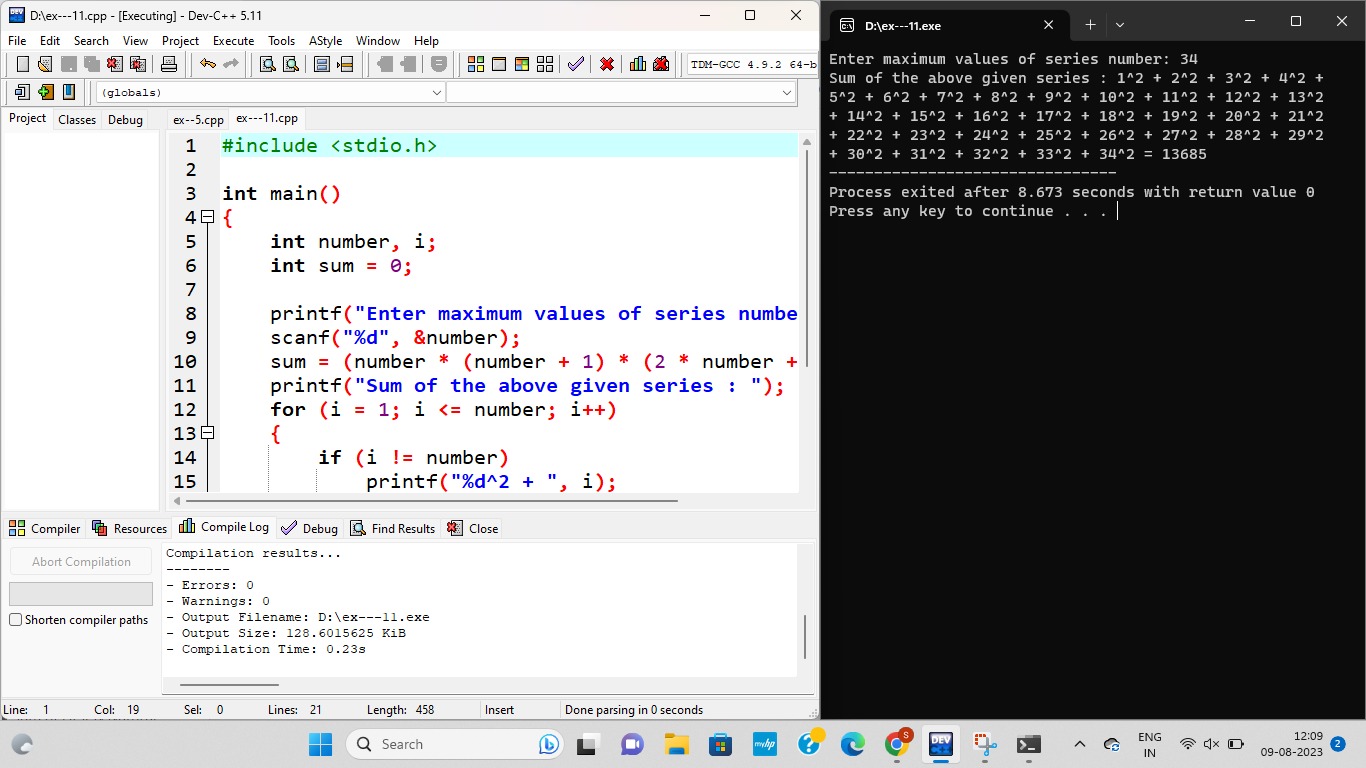 D:\ex---11.cpp - [Executing] - Dev-C++ 5.11
File Edit Search View Project Execute Tools AStyle Window Help
TDM-GCC 4.9.2 64-b
(globals)
Project Classes Debug
ex--5.cpp ex---11.cpp
1 #include <stdio.h>
2
3 int main()
4 {
5 int number, i;
6 int sum = 0;
7
8 printf("Enter maximum values of series numbe
9 scanf("%d", &number);
10 sum = (number * (number + 1) * (2 * number +
11 printf("Sum of the above given series : ");
12 for (i = 1; i <= number; i++)
13 {
14 if (i != number)
15 printf("%d^2 + ", i);
Compiler Resources Compile Log Debug Find Results Close
Abort Compilation
Shorten compiler paths
Compilation results...
--------
- Errors: 0
- Warnings: 0
- Output Filename: D:\ex---11.exe
- Output Size: 128.6015625 KiB
- Compilation Time: 0.23s
Line: 1 Col: 19 Sel: 0 Lines: 21 Length: 458 Insert Done parsing in 0 seconds
D:\ex---11.exe
Enter maximum values of series number: 34
Sum of the above given series : 1^2 + 2^2 + 3^2 + 4^2 +
5^2 + 6^2 + 7^2 + 8^2 + 9^2 + 10^2 + 11^2 + 12^2 + 13^2
+ 14^2 + 15^2 + 16^2 + 17^2 + 18^2 + 19^2 + 20^2 + 21^2
+ 22^2 + 23^2 + 24^2 + 25^2 + 26^2 + 27^2 + 28^2 + 29^2
+ 30^2 + 31^2 + 32^2 + 33^2 + 34^2 = 13685
--------------------------------
Process exited after 8.673 seconds with return value 0
Press any key to continue . . .
Search
myhp
S
DEV
C++
ENG
IN
12:09
09-08-2023
2